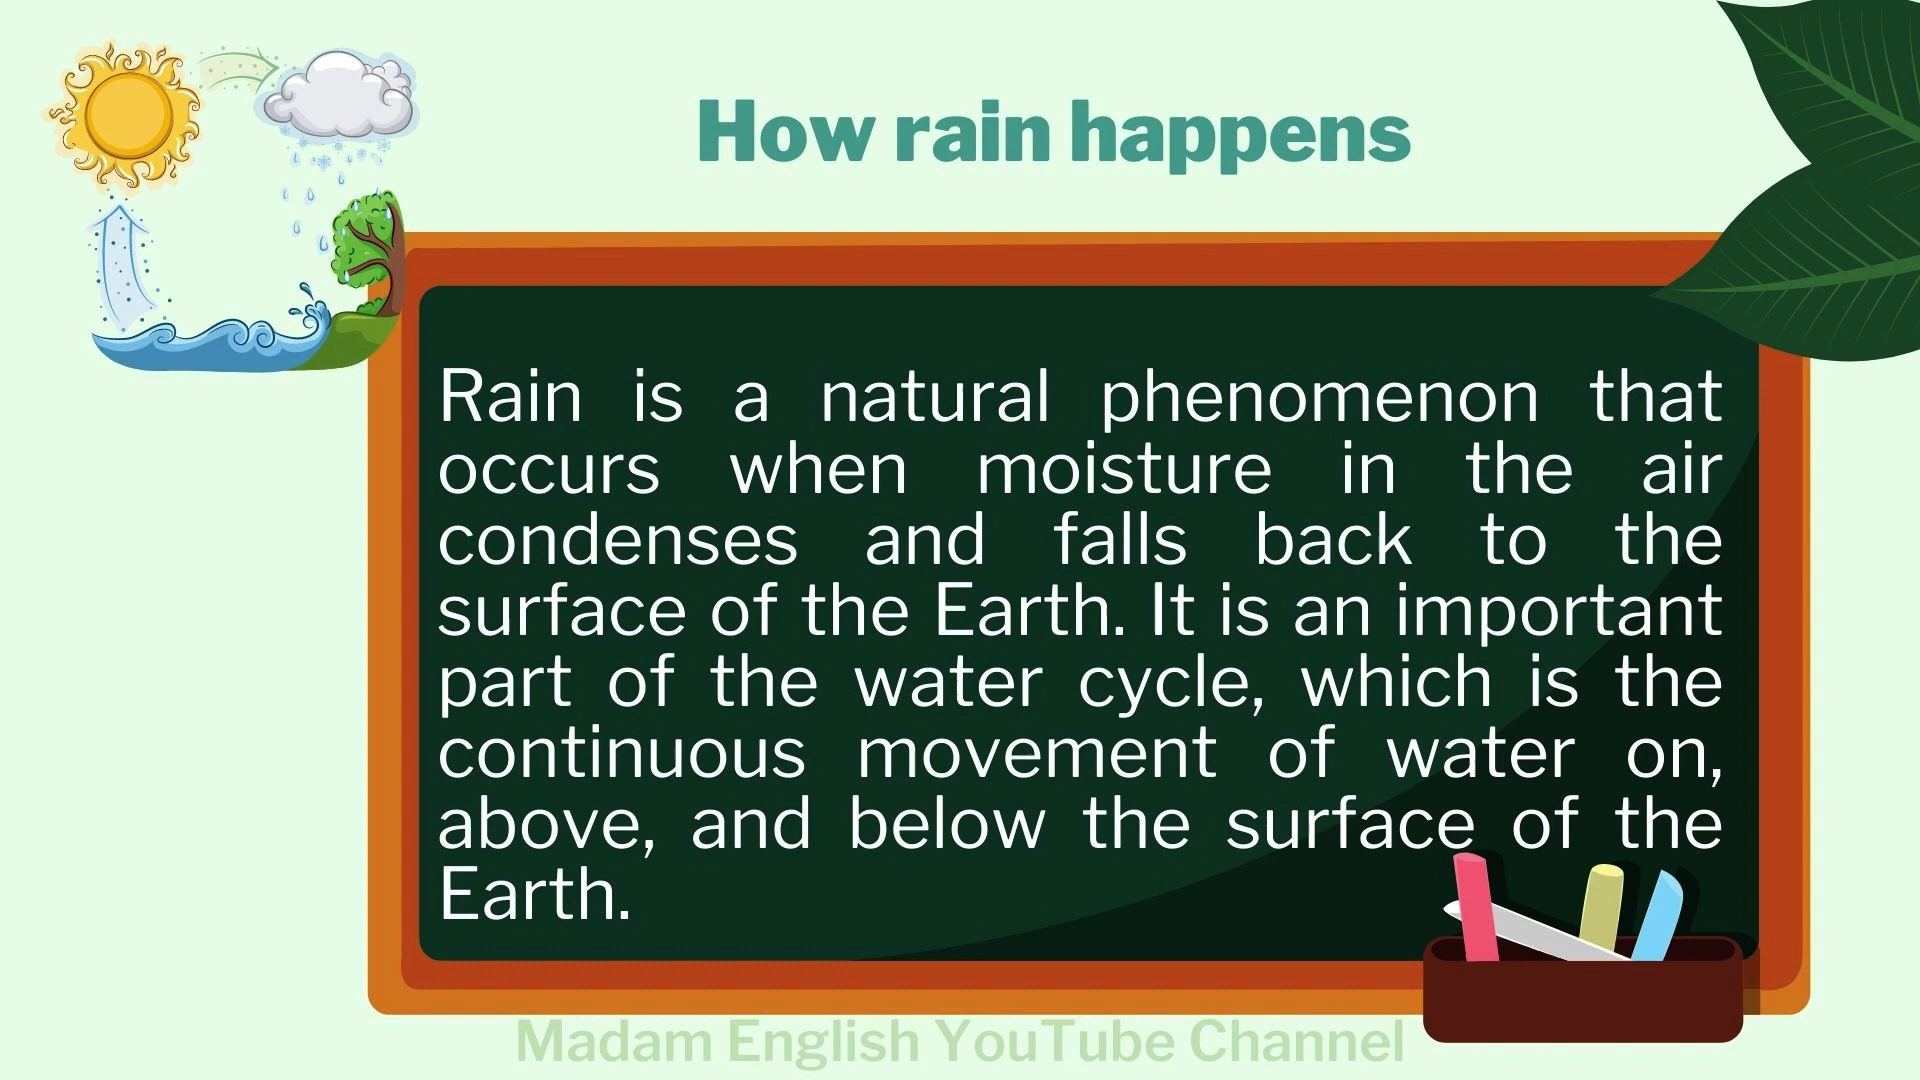 How rain happens
Rain is a natural phenomenon that
occurs when moisture in the air
condenses and falls back to the
surface of the Earth. It is an important
part of the water cycle, which is the
continuous movement of water on,
above, and below the surface of the
Earth.
Madam English YouTube Channel